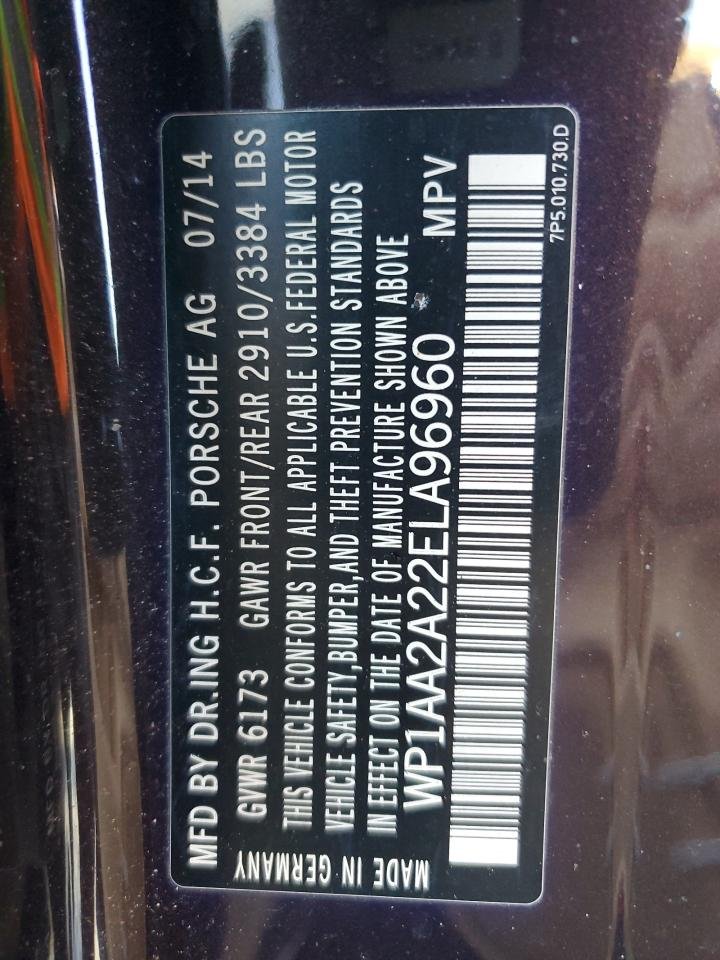 MFD BY DR.ING H.C.F. PORSCHE AG 07/14
GVWR 6173 GAWR FRONT/REAR 2910/3384 LBS
THIS VEHICLE CONFORMS TO ALL APPLICABLE U.S.FEDERAL MOTOR
VEHICLE SAFETY,BUMPER,AND THEFT PREVENTION STANDARDS
IN EFFECT ON THE DATE OF MANUFACTURE SHOWN ABOVE
WP1AA2A22ELA96960 MPV
MADE IN GERMANY
7P5.010.730.D